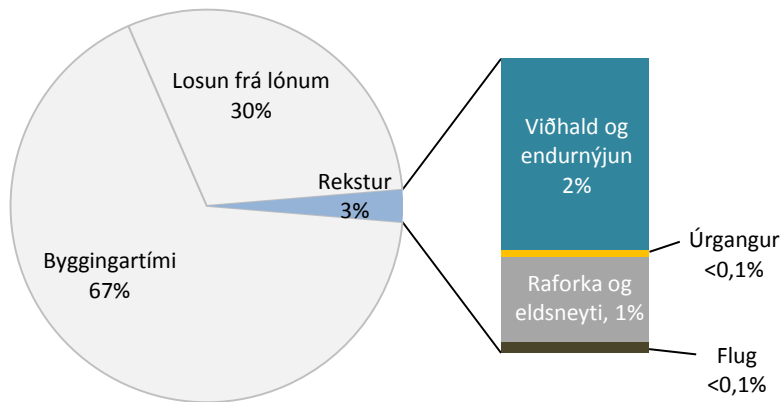 Losun frá lónum
30%
Rekstur
3%
Byggingartími
67%
Viðhald og
endurnýjun
2%
Úrgangur
<0,1%
Raforka og
eldsneyti, 1%
Flug
<0,1%